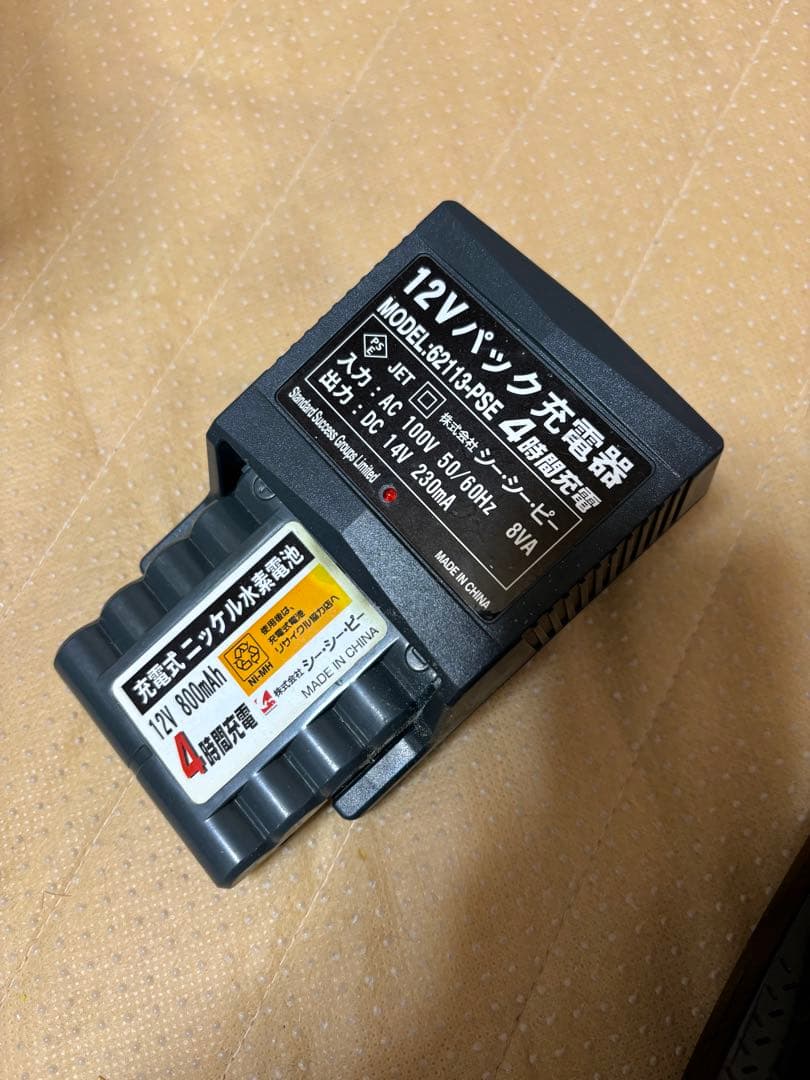 12Vパック充電器
MODEL:62113-PSE 4時間充電
PSE JET 株式会社 シー・シー・ピー
入力：AC 100V 50/60Hz 8VA
出力：DC 14V 230mA
Standard Success Groups Limited
MADE IN CHINA
充電式ニッケル水素電池
12V 800mAh
4時間充電
Ni-MH
使用後は、
充電式電池
リサイクル協力店へ
株式会社 シー・シー・ピー
MADE IN CHINA